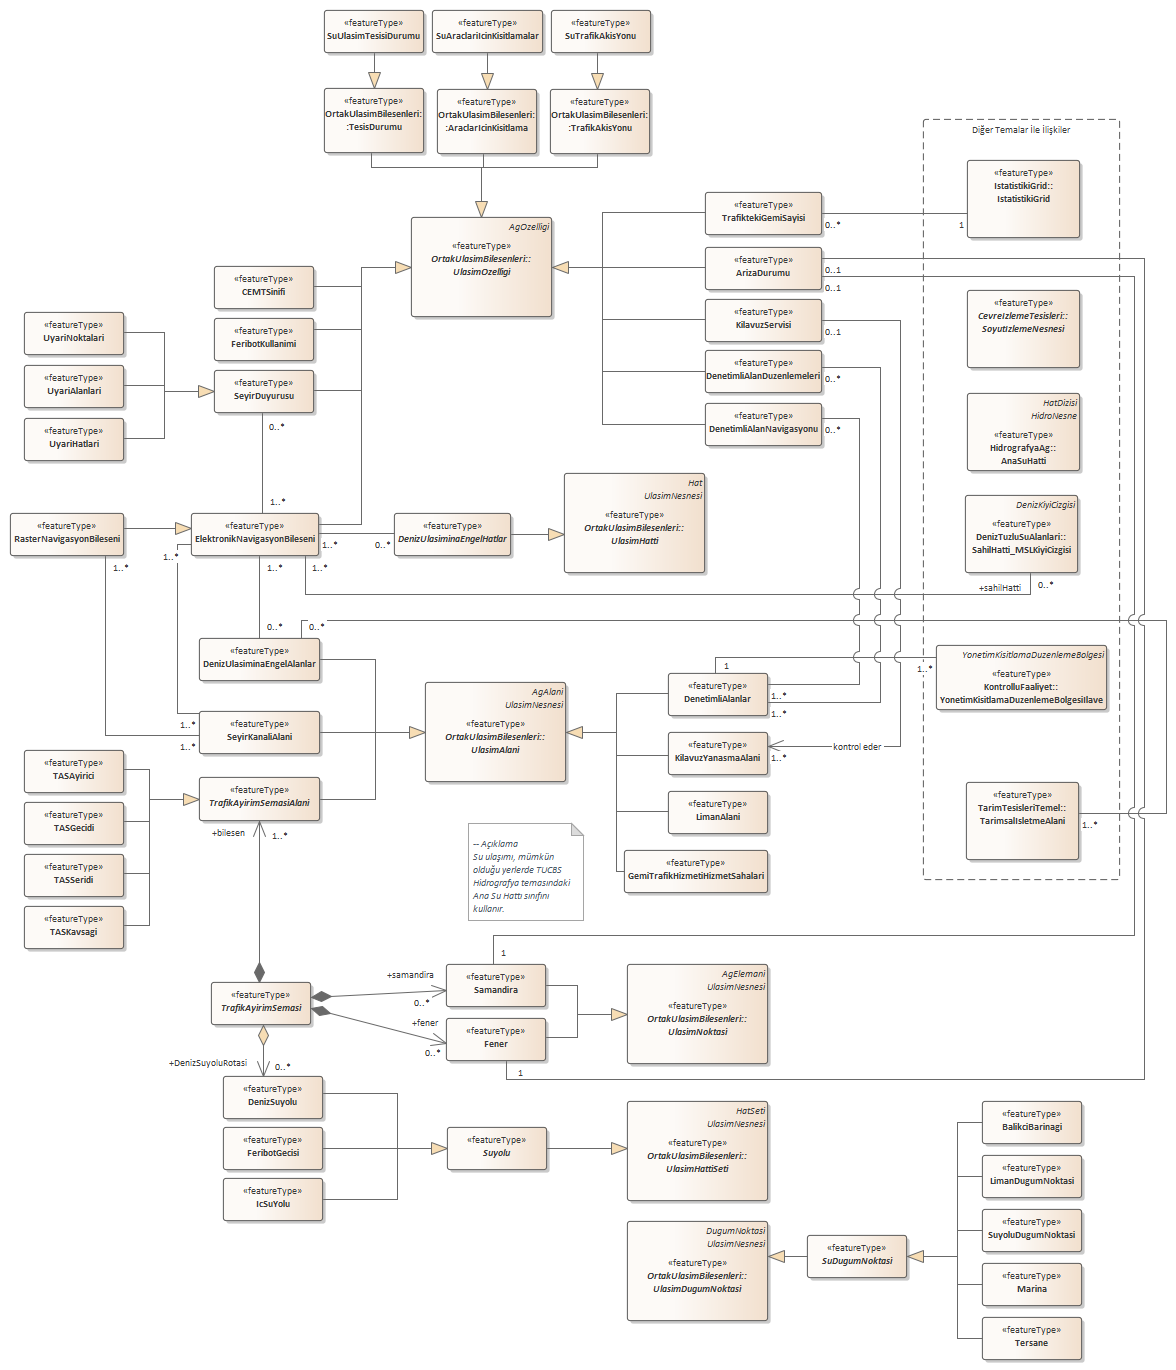 «featureType»
SuUlasimTesisiDurumu
«featureType»
SuAraclariIcinKisitlamalar
«featureType»
SuTrafikAkisYonu
«featureType»
OrtakUlasimBilesenleri:
:TesisDurumu
«featureType»
OrtakUlasimBilesenleri:
:AraclarIcinKisitlama
«featureType»
OrtakUlasimBilesenleri:
:TrafikAkisYonu
Diğer Temalar İle İlişkiler
«featureType»
IstatistikiGrid::
IstatistikiGrid
AgOzelligi
«featureType»
OrtakUlasimBilesenleri::
UlasimOzelligi
«featureType»
TrafiktekiGemiSayisi
0..*
1
«featureType»
ArizaDurumu
0..1
0..1
«featureType»
CEMTSinifi
«featureType»
CevreIzlemeTesisleri::
SoyutIzlemeNesnesi
«featureType»
KilavuzServisi
0..1
«featureType»
UyariNoktalari
«featureType»
FeribotKullanimi
«featureType»
DenetimliAlanDuzenlemeleri
0..*
«featureType»
UyariAlanlari
«featureType»
SeyirDuyurusu
0..*
«featureType»
DenetimliAlanNavigasyonu
0..*
HatDizisi
HidroNesne
«featureType»
HidrografyaAg::
AnaSuHatti
«featureType»
UyariHatlari
Hat
UlasimNesnesi
«featureType»
OrtakUlasimBilesenleri::
UlasimHatti
1..*
DenizKiyiCizgisi
«featureType»
DenizTuzluSuAlanlari::
SahilHatti_MSLKiyiCizgisi
«featureType»
RasterNavigasyonBileseni
1..*
«featureType»
ElektronikNavigasyonBileseni
1..*
1..*
1..*
1..*
«featureType»
DenizUlasiminaEngelHatlar
0..*
+sahilHatti
0..*
0..*
0..*
«featureType»
DenizUlasiminaEngelAlanlar
YonetimKisitlamaDuzenlemeBolgesi
«featureType»
KontrolluFaaliyet::
YonetimKisitlamaDuzenlemeBolgesiIlave
1..*
1
«featureType»
DenetimliAlanlar
1..*
1..*
AgAlani
UlasimNesnesi
«featureType»
OrtakUlasimBilesenleri::
UlasimAlani
«featureType»
SeyirKanaliAlani
1..*
1..*
«featureType»
KilavuzYanasmaAlani
1..*
kontrol eder
«featureType»
TASAyirici
«featureType»
TrafikAyirimSemasiAlani
+bilesen
1..*
«featureType»
LimanAlani
«featureType»
TarimTesisleriTemel::
TarimsalIsletmeAlani
1..*
«featureType»
TASGecidi
-- Açıklama
Su ulaşımı, mümkün
olduğu yerlerde TUCBS
Hidrografya temasındaki
Ana Su Hattı sınıfını
kullanır.
«featureType»
GemiTrafikHizmetiHizmetSahalari
«featureType»
TASSeridi
«featureType»
TASKavsagi
1
+samandira
0..*
«featureType»
Samandira
AgElemani
UlasimNesnesi
«featureType»
OrtakUlasimBilesenleri::
UlasimNoktasi
«featureType»
TrafikAyirimSemasi
+fener
0..*
«featureType»
Fener
1
+DenizSuyoluRotasi
0..*
«featureType»
DenizSuyolu
«featureType»
FeribotGecisi
«featureType»
IcSuYolu
«featureType»
Suyolu
HatSeti
UlasimNesnesi
«featureType»
OrtakUlasimBilesenleri::
UlasimHattiSeti
«featureType»
BalikciBarinagi
«featureType»
LimanDugumNoktasi
«featureType»
SuyoluDugumNoktasi
DugumNoktasi
UlasimNesnesi
«featureType»
OrtakUlasimBilesenleri::
UlasimDugumNoktasi
«featureType»
SuDugumNoktasi
«featureType»
Marina
«featureType»
Tersane